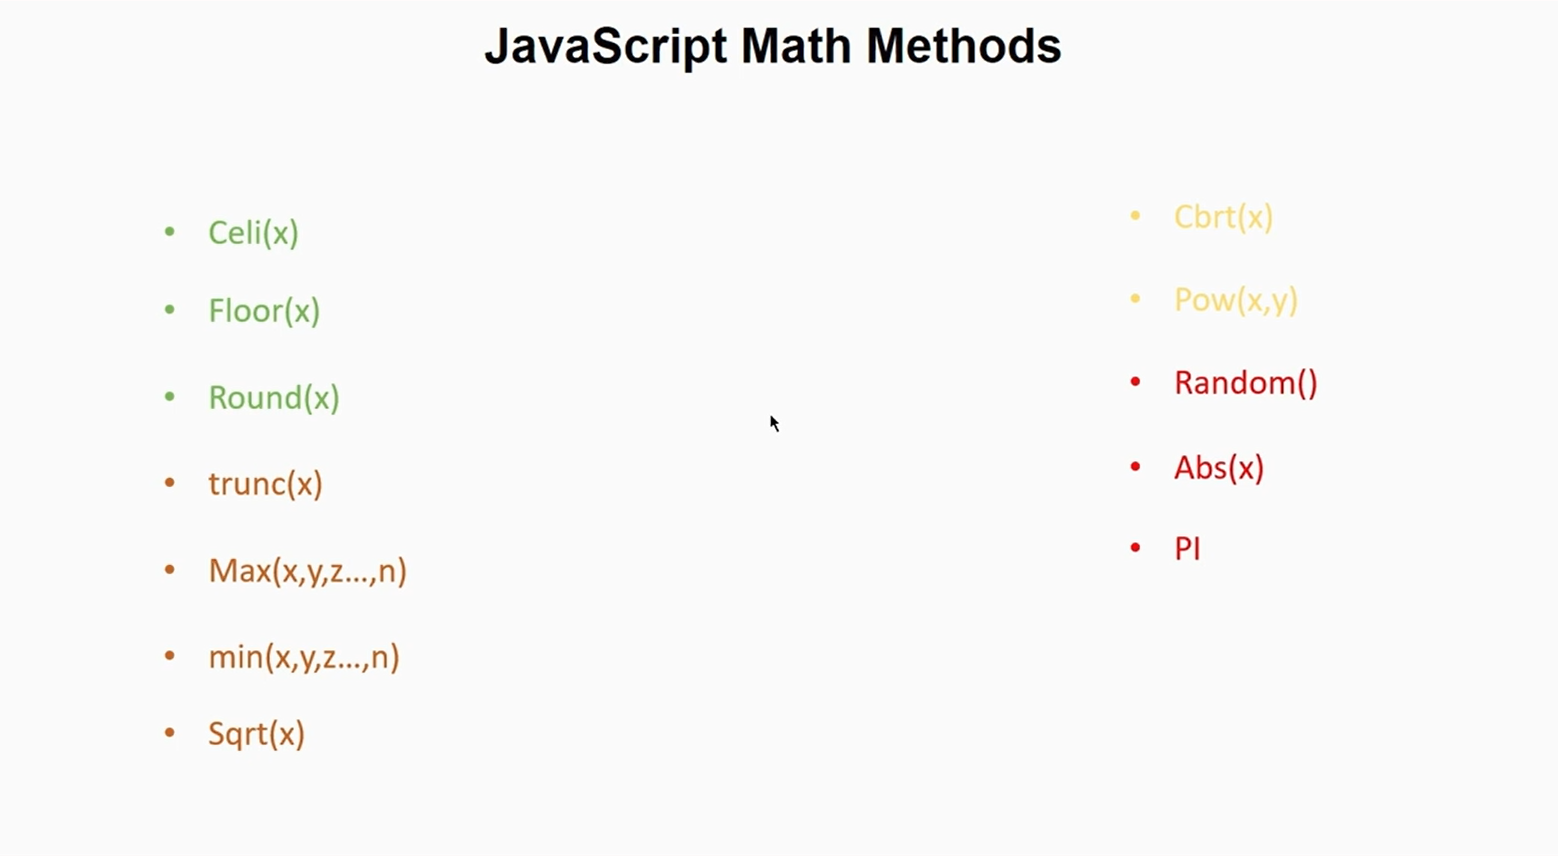 JavaScript Math Methods
• Celi(x)
• Floor(x)
• Round(x)
• trunc(x)
• Max(x,y,z...,n)
• min(x,y,z...,n)
• Sqrt(x)
• Cbrt(x)
• Pow(x,y)
• Random()
• Abs(x)
• PI